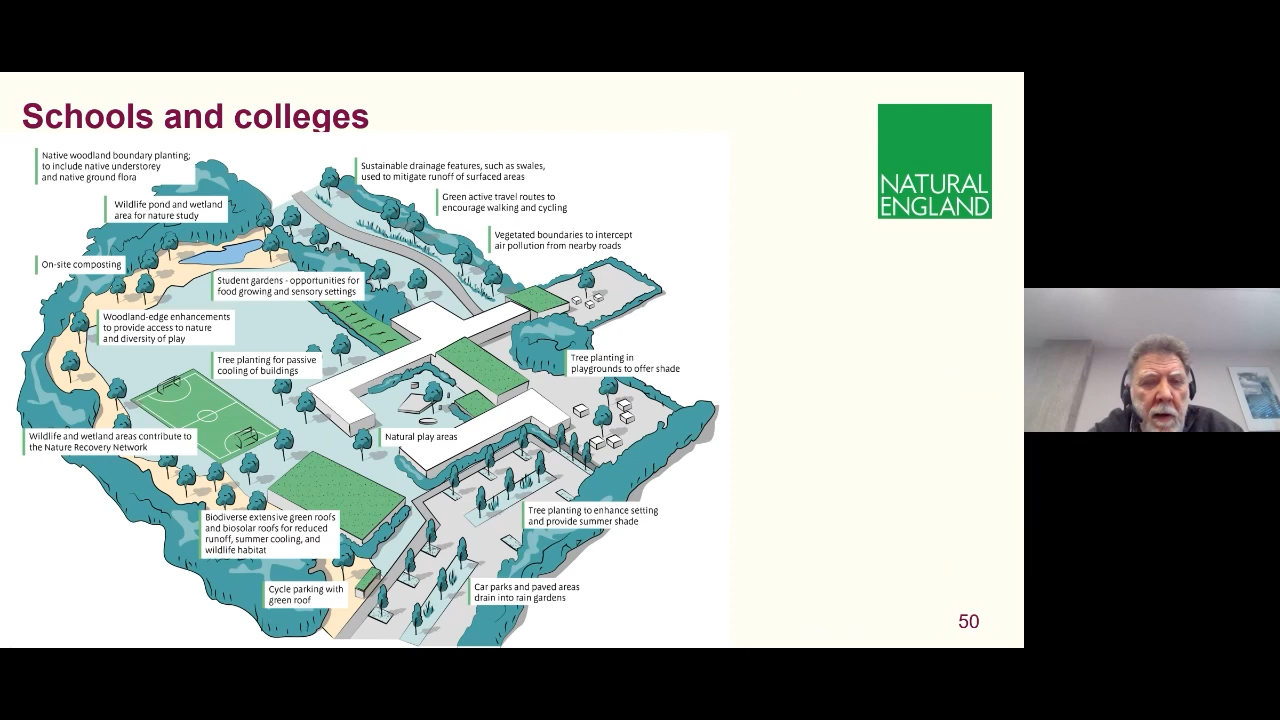 Schools and colleges
NATURAL
ENGLAND
Native woodland boundary planting;
to include native understorey
and native ground flora
Sustainable drainage features, such as swales,
used to mitigate runoff of surfaced areas
Wildlife pond and wetland
area for nature study
Green active travel routes to
encourage walking and cycling
Vegetated boundaries to intercept
air pollution from nearby roads
On-site composting
Student gardens - opportunities for
food growing and sensory settings
Woodland-edge enhancements
to provide access to nature
and diversity of play
Tree planting for passive
cooling of buildings
Tree planting in
playgrounds to offer shade
Wildlife and wetland areas contribute to
the Nature Recovery Network
Natural play areas
Biodiverse extensive green roofs
and biosolar roofs for reduced
runoff, summer cooling, and
wildlife habitat
Tree planting to enhance setting
and provide summer shade
Cycle parking with
green roof
Car parks and paved areas
drain into rain gardens
50